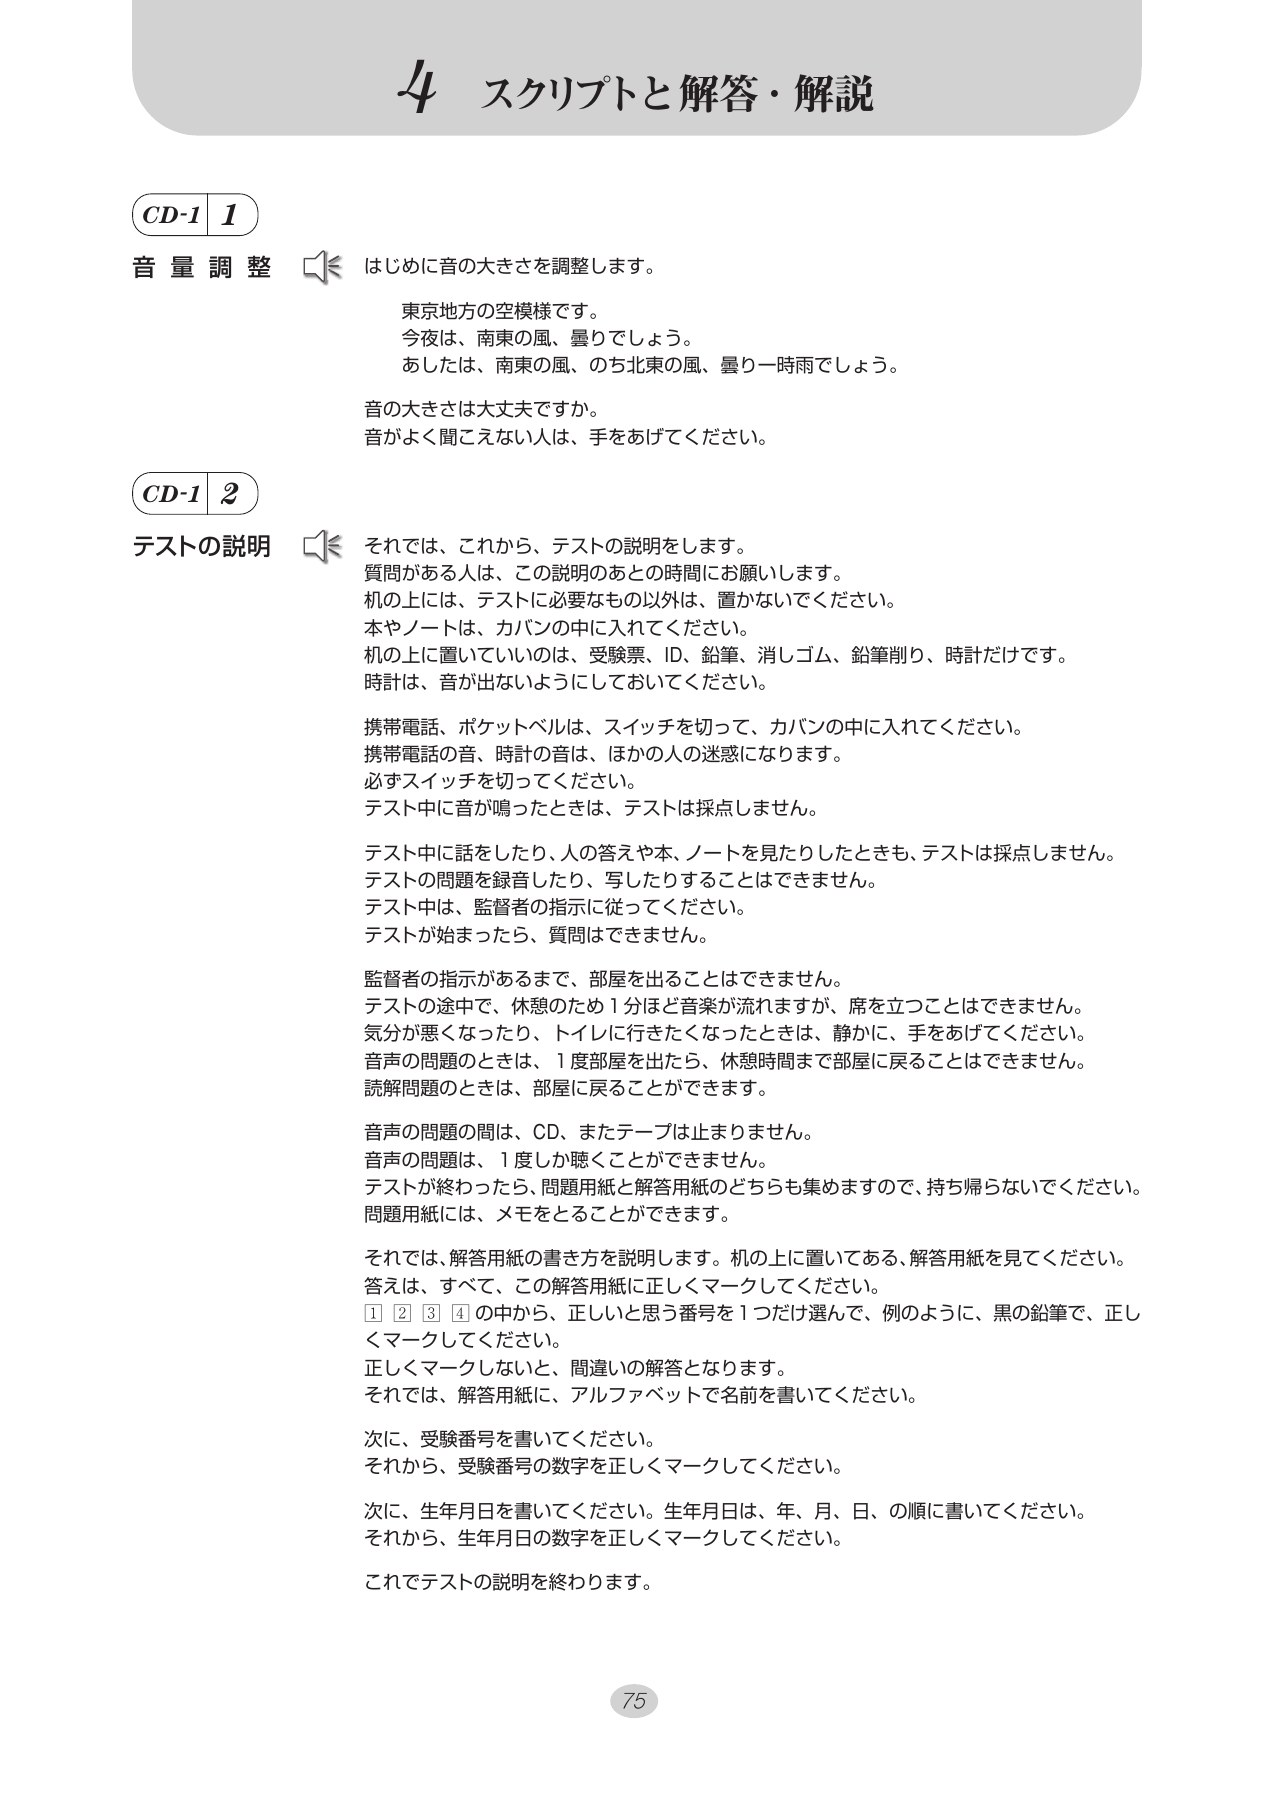 4 スクリプトと解答・解説
CD-1 1
音量調整 はじめに音の大きさを調整します。
東京地方の空模様です。
今夜は、南東の風、曇りでしょう。
あしたは、南東の風、のち北東の風、曇り一時雨でしょう。
音の大きさは大丈夫ですか。
音がよく聞こえない人は、手をあげてください。
CD-1 2
テストの説明 それでは、これから、テストの説明をします。
質問がある人は、この説明のあとの時間にお願いします。
机の上には、テストに必要なもの以外は、置かないでください。
本やノートは、カバンの中に入れてください。
机の上に置いていいのは、受験票、ID、鉛筆、消しゴム、鉛筆削り、時計だけです。
時計は、音が出ないようにしておいてください。
携帯電話、ポケットベルは、スイッチを切って、カバンの中に入れてください。
携帯電話の音、時計の音は、ほかの人の迷惑になります。
必ずスイッチを切ってください。
テスト中に音が鳴ったときは、テストは採点しません。
テスト中に話をしたり、人の答えや本、ノートを見たりしたときも、テストは採点しません。
テストの問題を録音したり、写したりすることはできません。
テスト中は、監督者の指示に従ってください。
テストが始まったら、質問はできません。
監督者の指示があるまで、部屋を出ることはできません。
テストの途中で、休憩のため1分ほど音楽が流れますが、席を立つことはできません。
気分が悪くなったり、トイレに行きたくなったときは、静かに、手をあげてください。
音声の問題のときは、1度部屋を出たら、休憩時間まで部屋に戻ることはできません。
読解問題のときは、部屋に戻ることができます。
音声の問題の間は、CD、またテープは止まりません。
音声の問題は、1度しか聴くことができません。
テストが終わったら、問題用紙と解答用紙のどちらも集めますので、持ち帰らないでください。
問題用紙には、メモをとることができます。
それでは、解答用紙の書き方を説明します。机の上に置いてある、解答用紙を見てください。
答えは、すべて、この解答用紙に正しくマークしてください。
1 2 3 4 の中から、正しいと思う番号を1つだけ選んで、例のように、黒の鉛筆で、正し
くマークしてください。
正しくマークしないと、間違いの解答となります。
それでは、解答用紙に、アルファベットで名前を書いてください。
次に、受験番号を書いてください。
それから、受験番号の数字を正しくマークしてください。
次に、生年月日を書いてください。生年月日は、年、月、日、の順に書いてください。
それから、生年月日の数字を正しくマークしてください。
これでテストの説明を終わります。
75